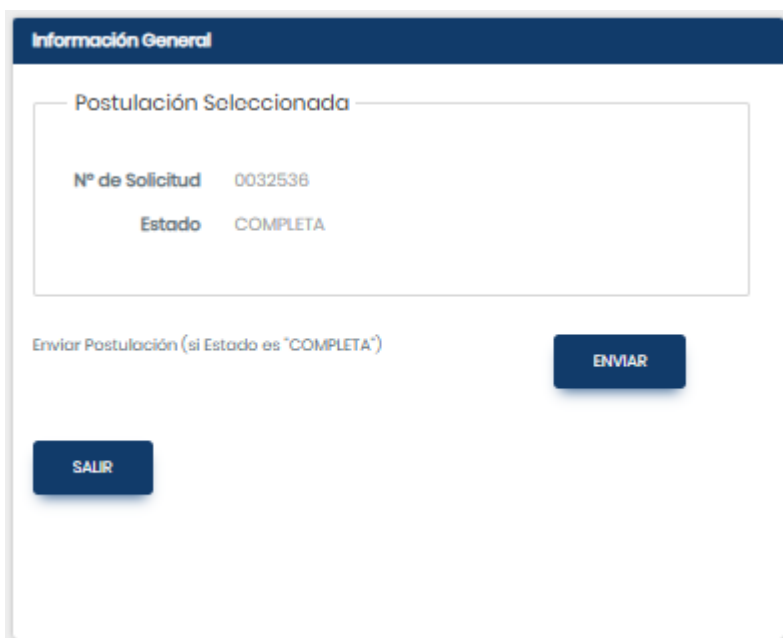 Información General
Postulación Seleccionada
Nº de Solicitud 0032536
Estado COMPLETA
Enviar Postulación (si Estado es "COMPLETA")
ENVIAR
SALIR